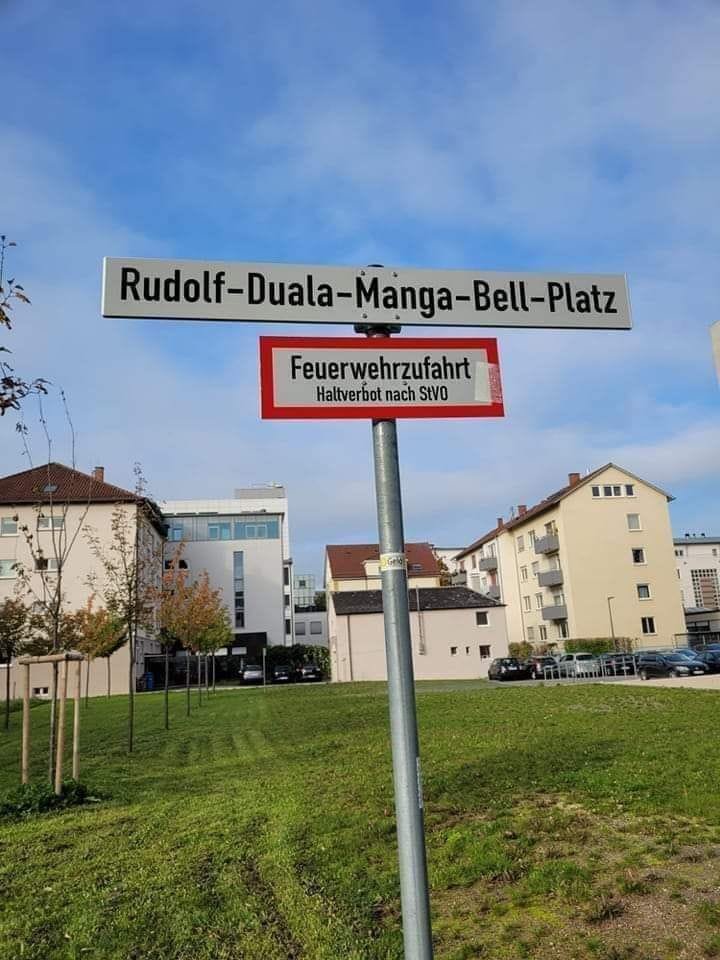 Rudolf-Duala-Manga-Bell-Platz
Feuerwehrzufahrt
Haltverbot nach StVO